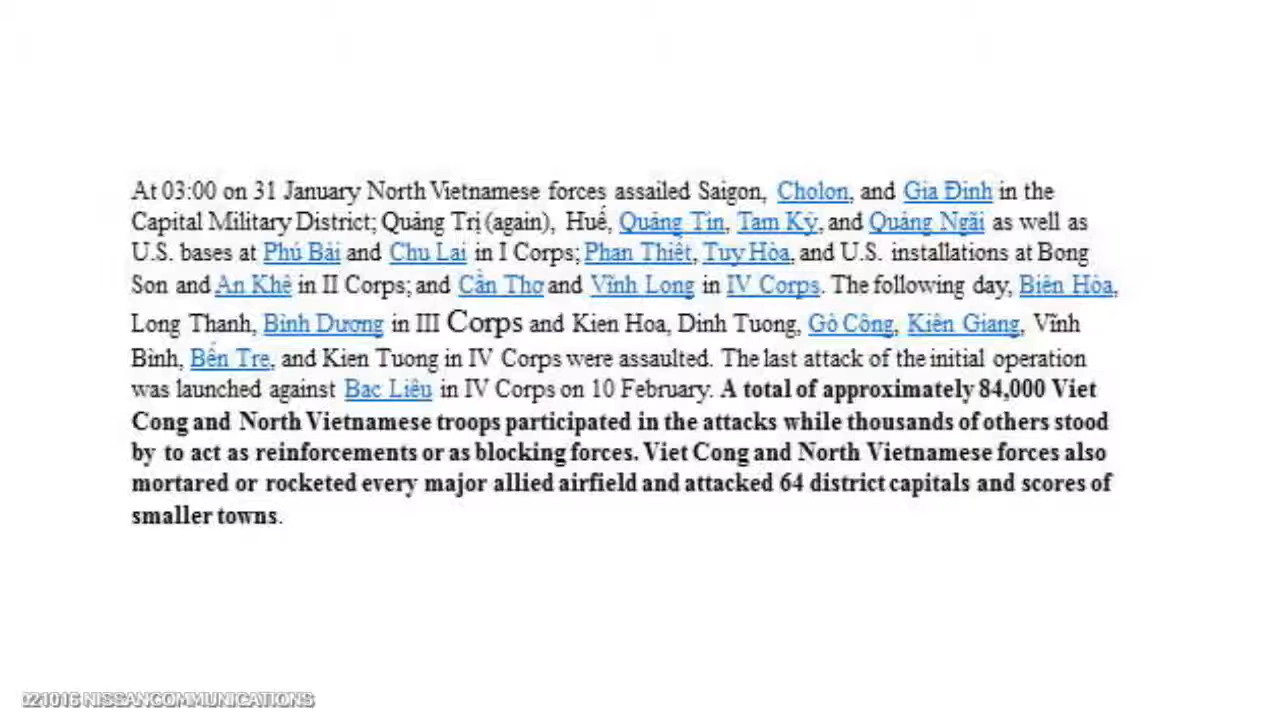 At 03:00 on 31 January North Vietnamese forces assailed Saigon, Cholon, and Gia Định in the
Capital Military District; Quảng Trị (again), Huế, Quảng Tín, Tam Kỳ, and Quảng Ngãi as well as
U.S. bases at Phú Bài and Chu Lai in I Corps; Phan Thiết, Tuy Hòa, and U.S. installations at Bong
Son and An Khê in II Corps; and Cần Thơ and Vĩnh Long in IV Corps. The following day, Biên Hòa,
Long Thanh, Bình Dương in III Corps and Kien Hoa, Dinh Tuong, Gò Công, Kiên Giang, Vĩnh
Bình, Bến Tre, and Kien Tuong in IV Corps were assaulted. The last attack of the initial operation
was launched against Bạc Liêu in IV Corps on 10 February. A total of approximately 84,000 Viet
Cong and North Vietnamese troops participated in the attacks while thousands of others stood
by to act as reinforcements or as blocking forces. Viet Cong and North Vietnamese forces also
mortared or rocketed every major allied airfield and attacked 64 district capitals and scores of
smaller towns.
021016 NISSANCOMMUNICATIONS